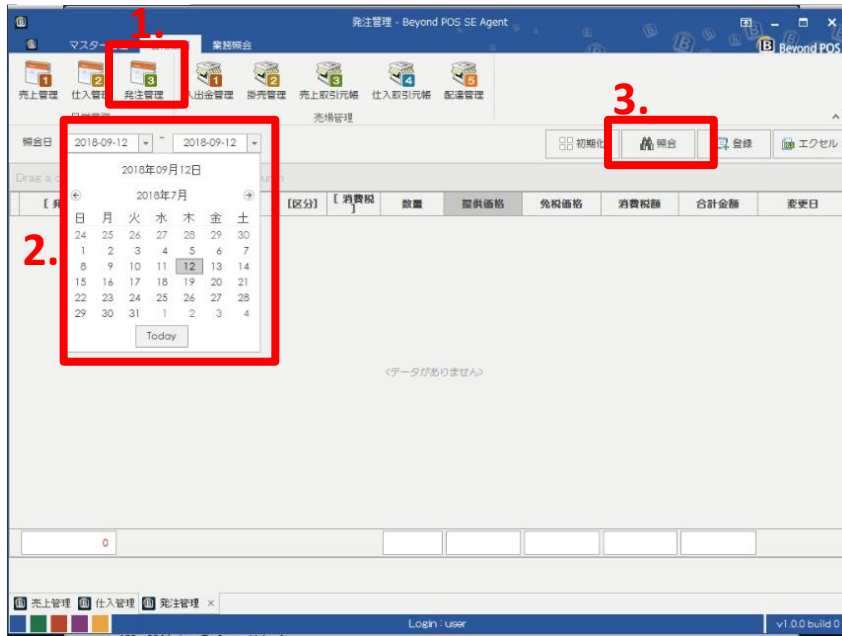 1.
発注管理 - Beyond POS SE Agent
業務照会
Beyond POS
売上管理 仕入管理 発注管理 入出金管理 掛売管理 売上取引元帳 仕入取引元帳 配達管理
売場管理
3.
照会日 2018-09-12 ~ 2018-09-12
初期化 照会 登録 エクセル
2018年09月12日
2018年7月
[区分] [ 消費税 ] 数量 提供価格 免税価格 消費税額 合計金額 変更日
2.
日 月 火 水 木 金 土
24 25 26 27 28 29 30
1 2 3 4 5 6 7
8 9 10 11 12 13 14
15 16 17 18 19 20 21
22 23 24 25 26 27 28
29 30 31 1 2 3 4
Today
<データがありません>
0
売上管理 仕入管理 発注管理 ×
Login : user
v1.0.0 build 0